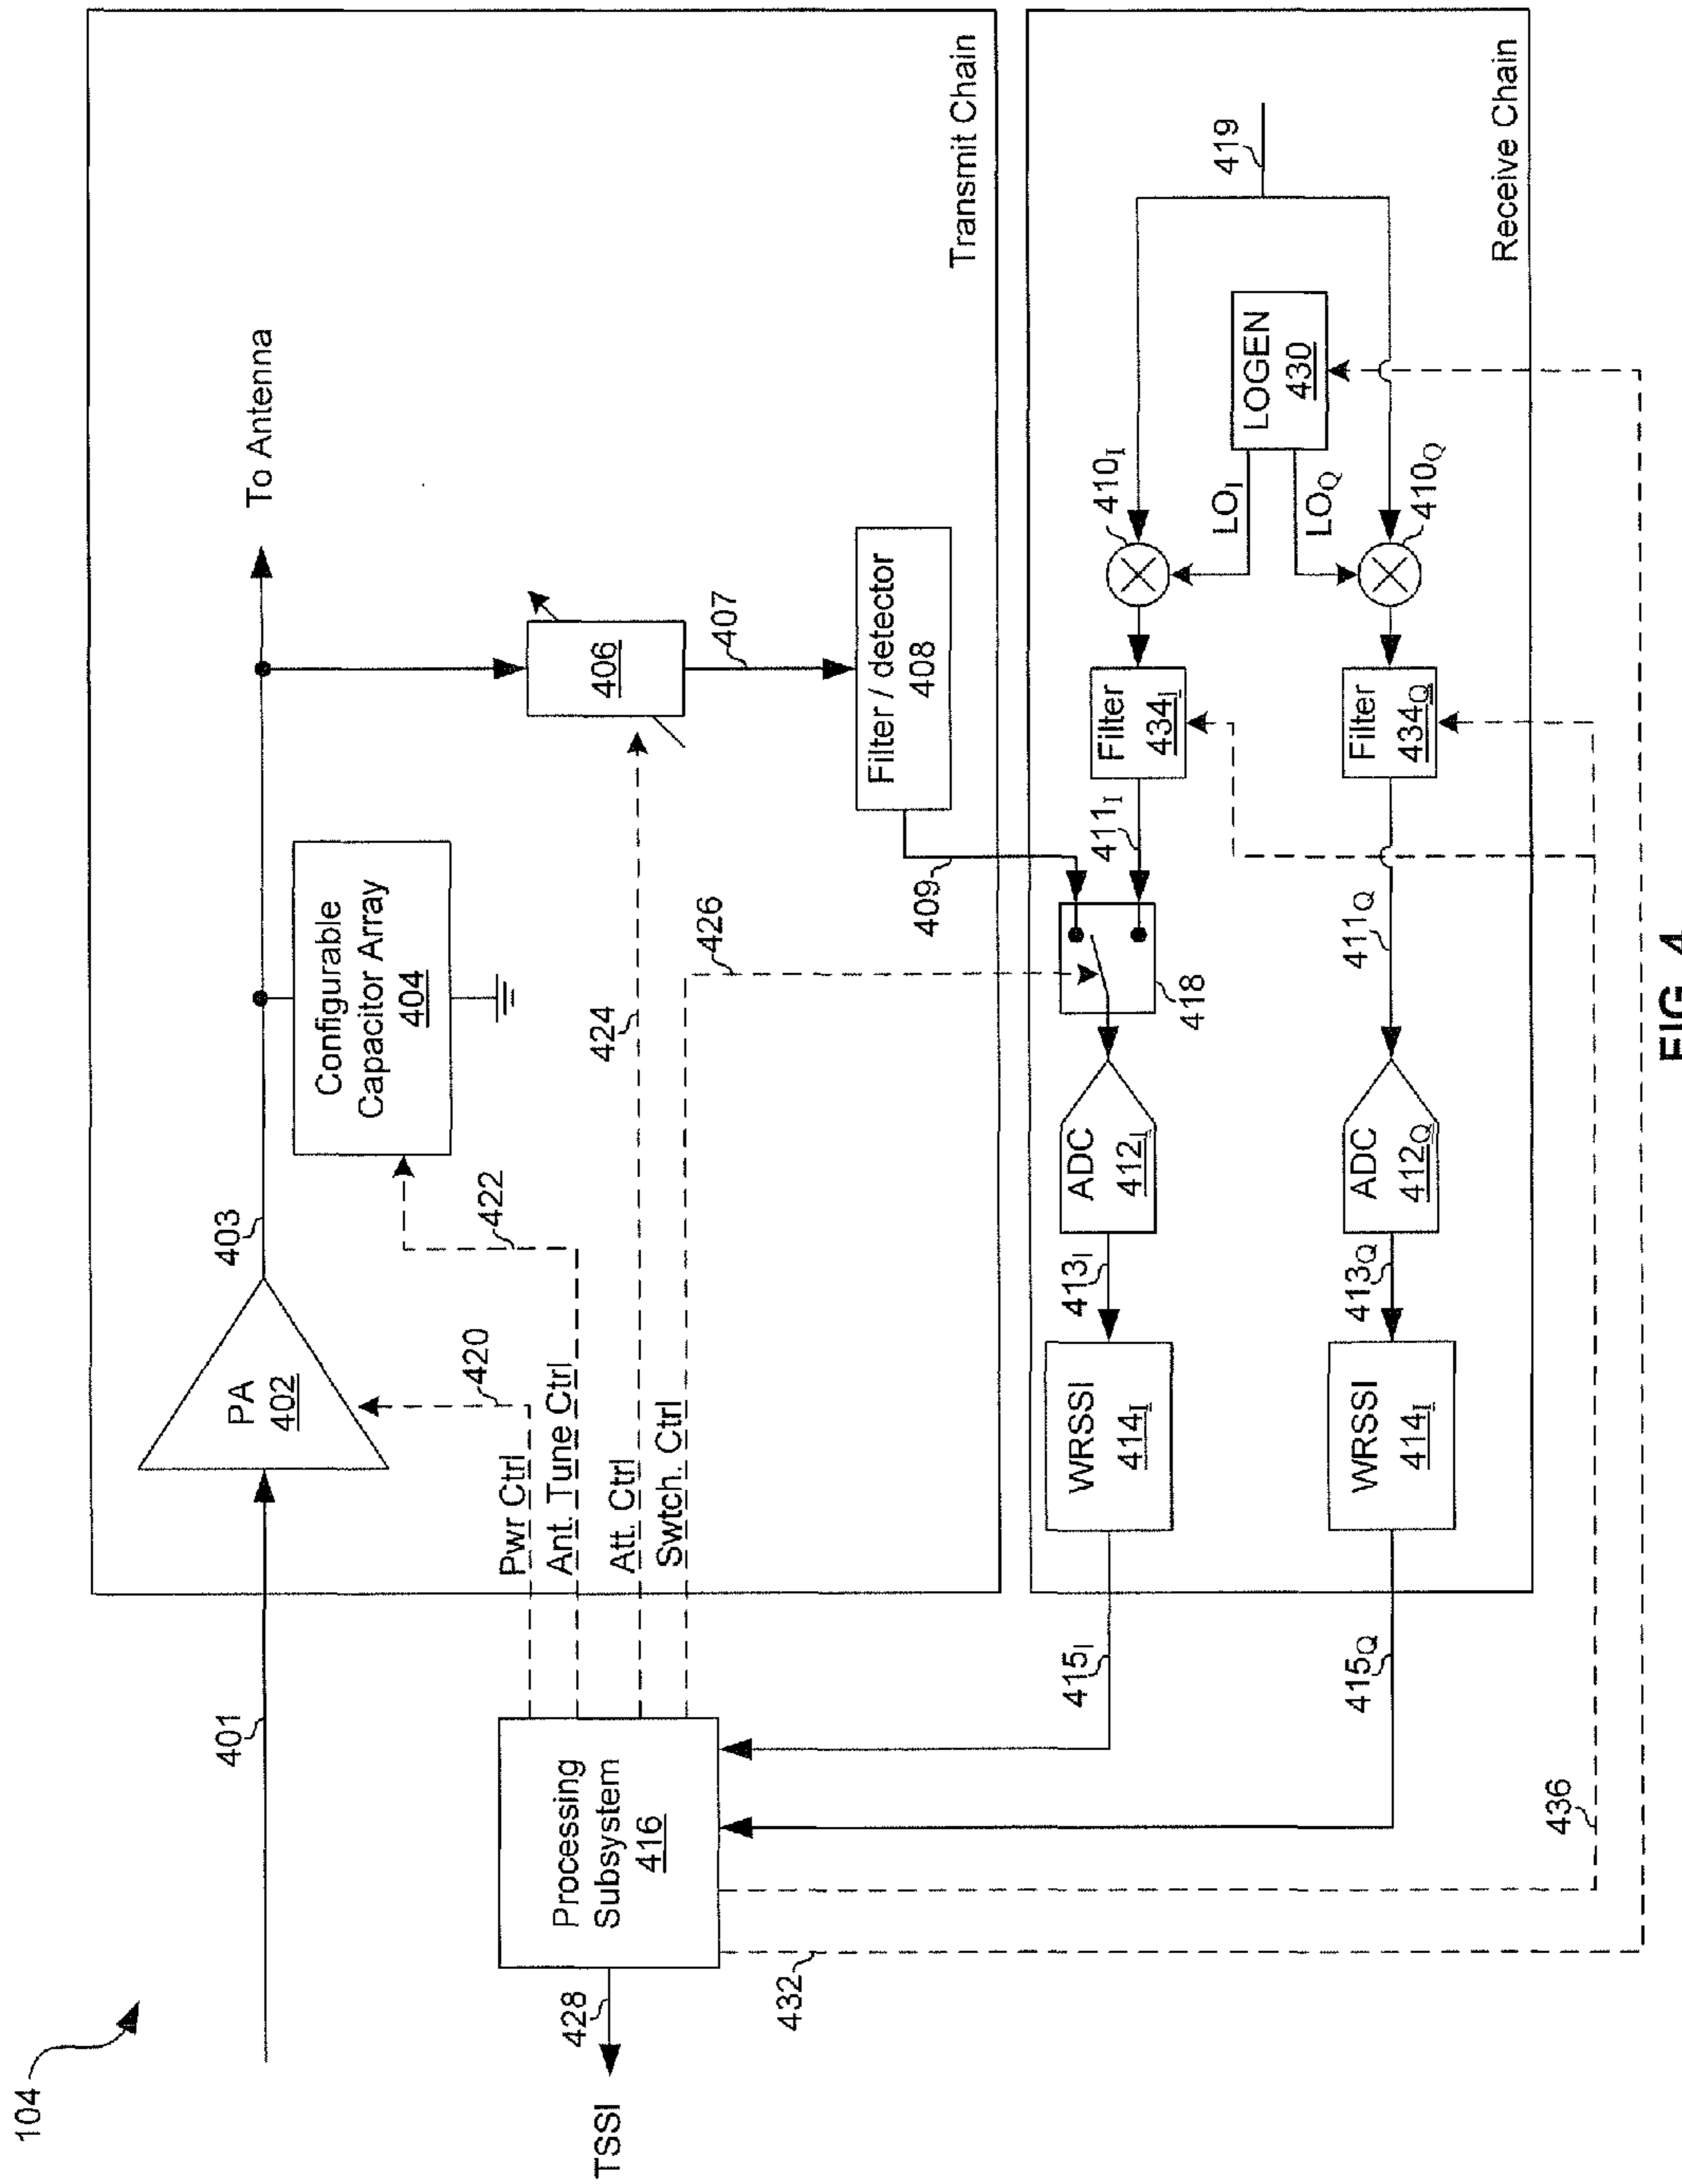 104
401
PA
402
403
To Antenna
Configurable
Capacitor Array
404
420
422
Pwr Ctrl
Ant. Tune Ctrl
Att. Ctrl
Swtch. Ctrl
424
426
406
407
Filter / detector
408
409
Transmit Chain
Processing
Subsystem
416
428
TSSI
432
436
415I
415Q
WRSSI
414I
WRSSI
414I
413I
413Q
ADC
412I
ADC
412Q
418
411I
411Q
Filter
434I
Filter
434Q
410I
410Q
LOI
LOQ
LOGEN
430
419
Receive Chain
FIG. 4